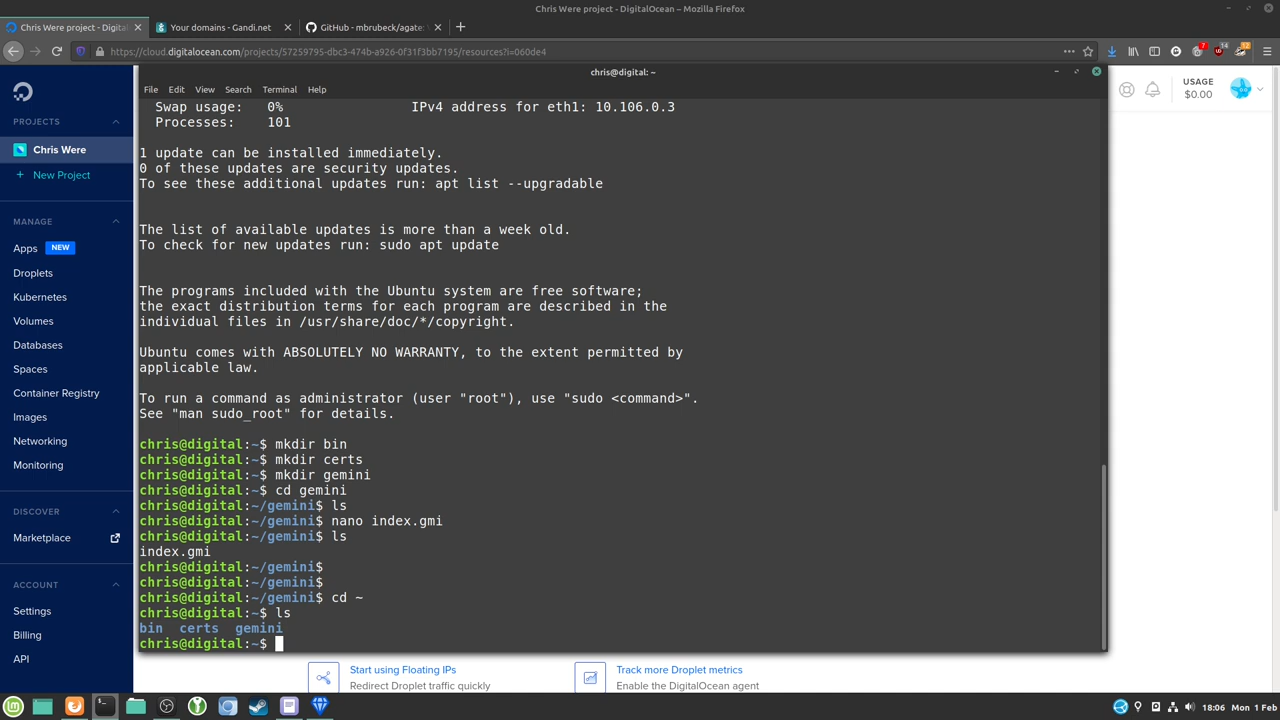 Chris Were project - DigitalOcean – Mozilla Firefox
Chris Were project - Digital
Your domains - Gandi.net
GitHub - mbrubeck/agate:
https://cloud.digitalocean.com/projects/57259795-dbc3-474b-a926-0f31f3bb7195/resources?i=060de4
7
14
12
PROJECTS
Chris Were
New Project
MANAGE
Apps NEW
Droplets
Kubernetes
Volumes
Databases
Spaces
Container Registry
Images
Networking
Monitoring
DISCOVER
Marketplace
ACCOUNT
Settings
Billing
API
chris@digital: ~
File Edit View Search Terminal Help
Swap usage: 0% IPv4 address for eth1: 10.106.0.3
Processes: 101
1 update can be installed immediately.
0 of these updates are security updates.
To see these additional updates run: apt list --upgradable
The list of available updates is more than a week old.
To check for new updates run: sudo apt update
The programs included with the Ubuntu system are free software;
the exact distribution terms for each program are described in the
individual files in /usr/share/doc/*/copyright.
Ubuntu comes with ABSOLUTELY NO WARRANTY, to the extent permitted by
applicable law.
To run a command as administrator (user "root"), use "sudo <command>".
See "man sudo_root" for details.
chris@digital:~$ mkdir bin
chris@digital:~$ mkdir certs
chris@digital:~$ mkdir gemini
chris@digital:~$ cd gemini
chris@digital:~/gemini$ ls
chris@digital:~/gemini$ nano index.gmi
chris@digital:~/gemini$ ls
index.gmi
chris@digital:~/gemini$
chris@digital:~/gemini$
chris@digital:~/gemini$ cd ~
chris@digital:~$ ls
bin certs gemini
chris@digital:~$
USAGE
$0.00
Start using Floating IPs
Redirect Droplet traffic quickly
Track more Droplet metrics
Enable the DigitalOcean agent
18:06 Mon 1 Feb